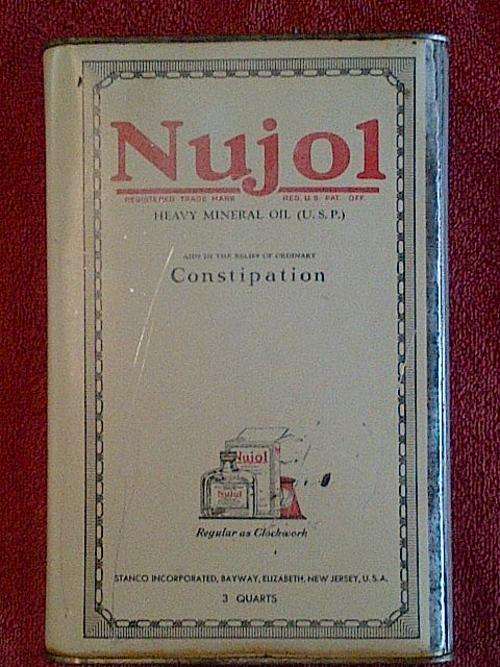 Nujol
REGISTERED TRADE MARK REG. U.S. PAT. OFF.
HEAVY MINERAL OIL (U.S.P.)
AIDS IN THE RELIEF OF ORDINARY
Constipation
Nujol
Nujol
Regular as Clockwork
STANCO INCORPORATED, BAYWAY, ELIZABETH, NEW JERSEY, U.S.A.
3 QUARTS